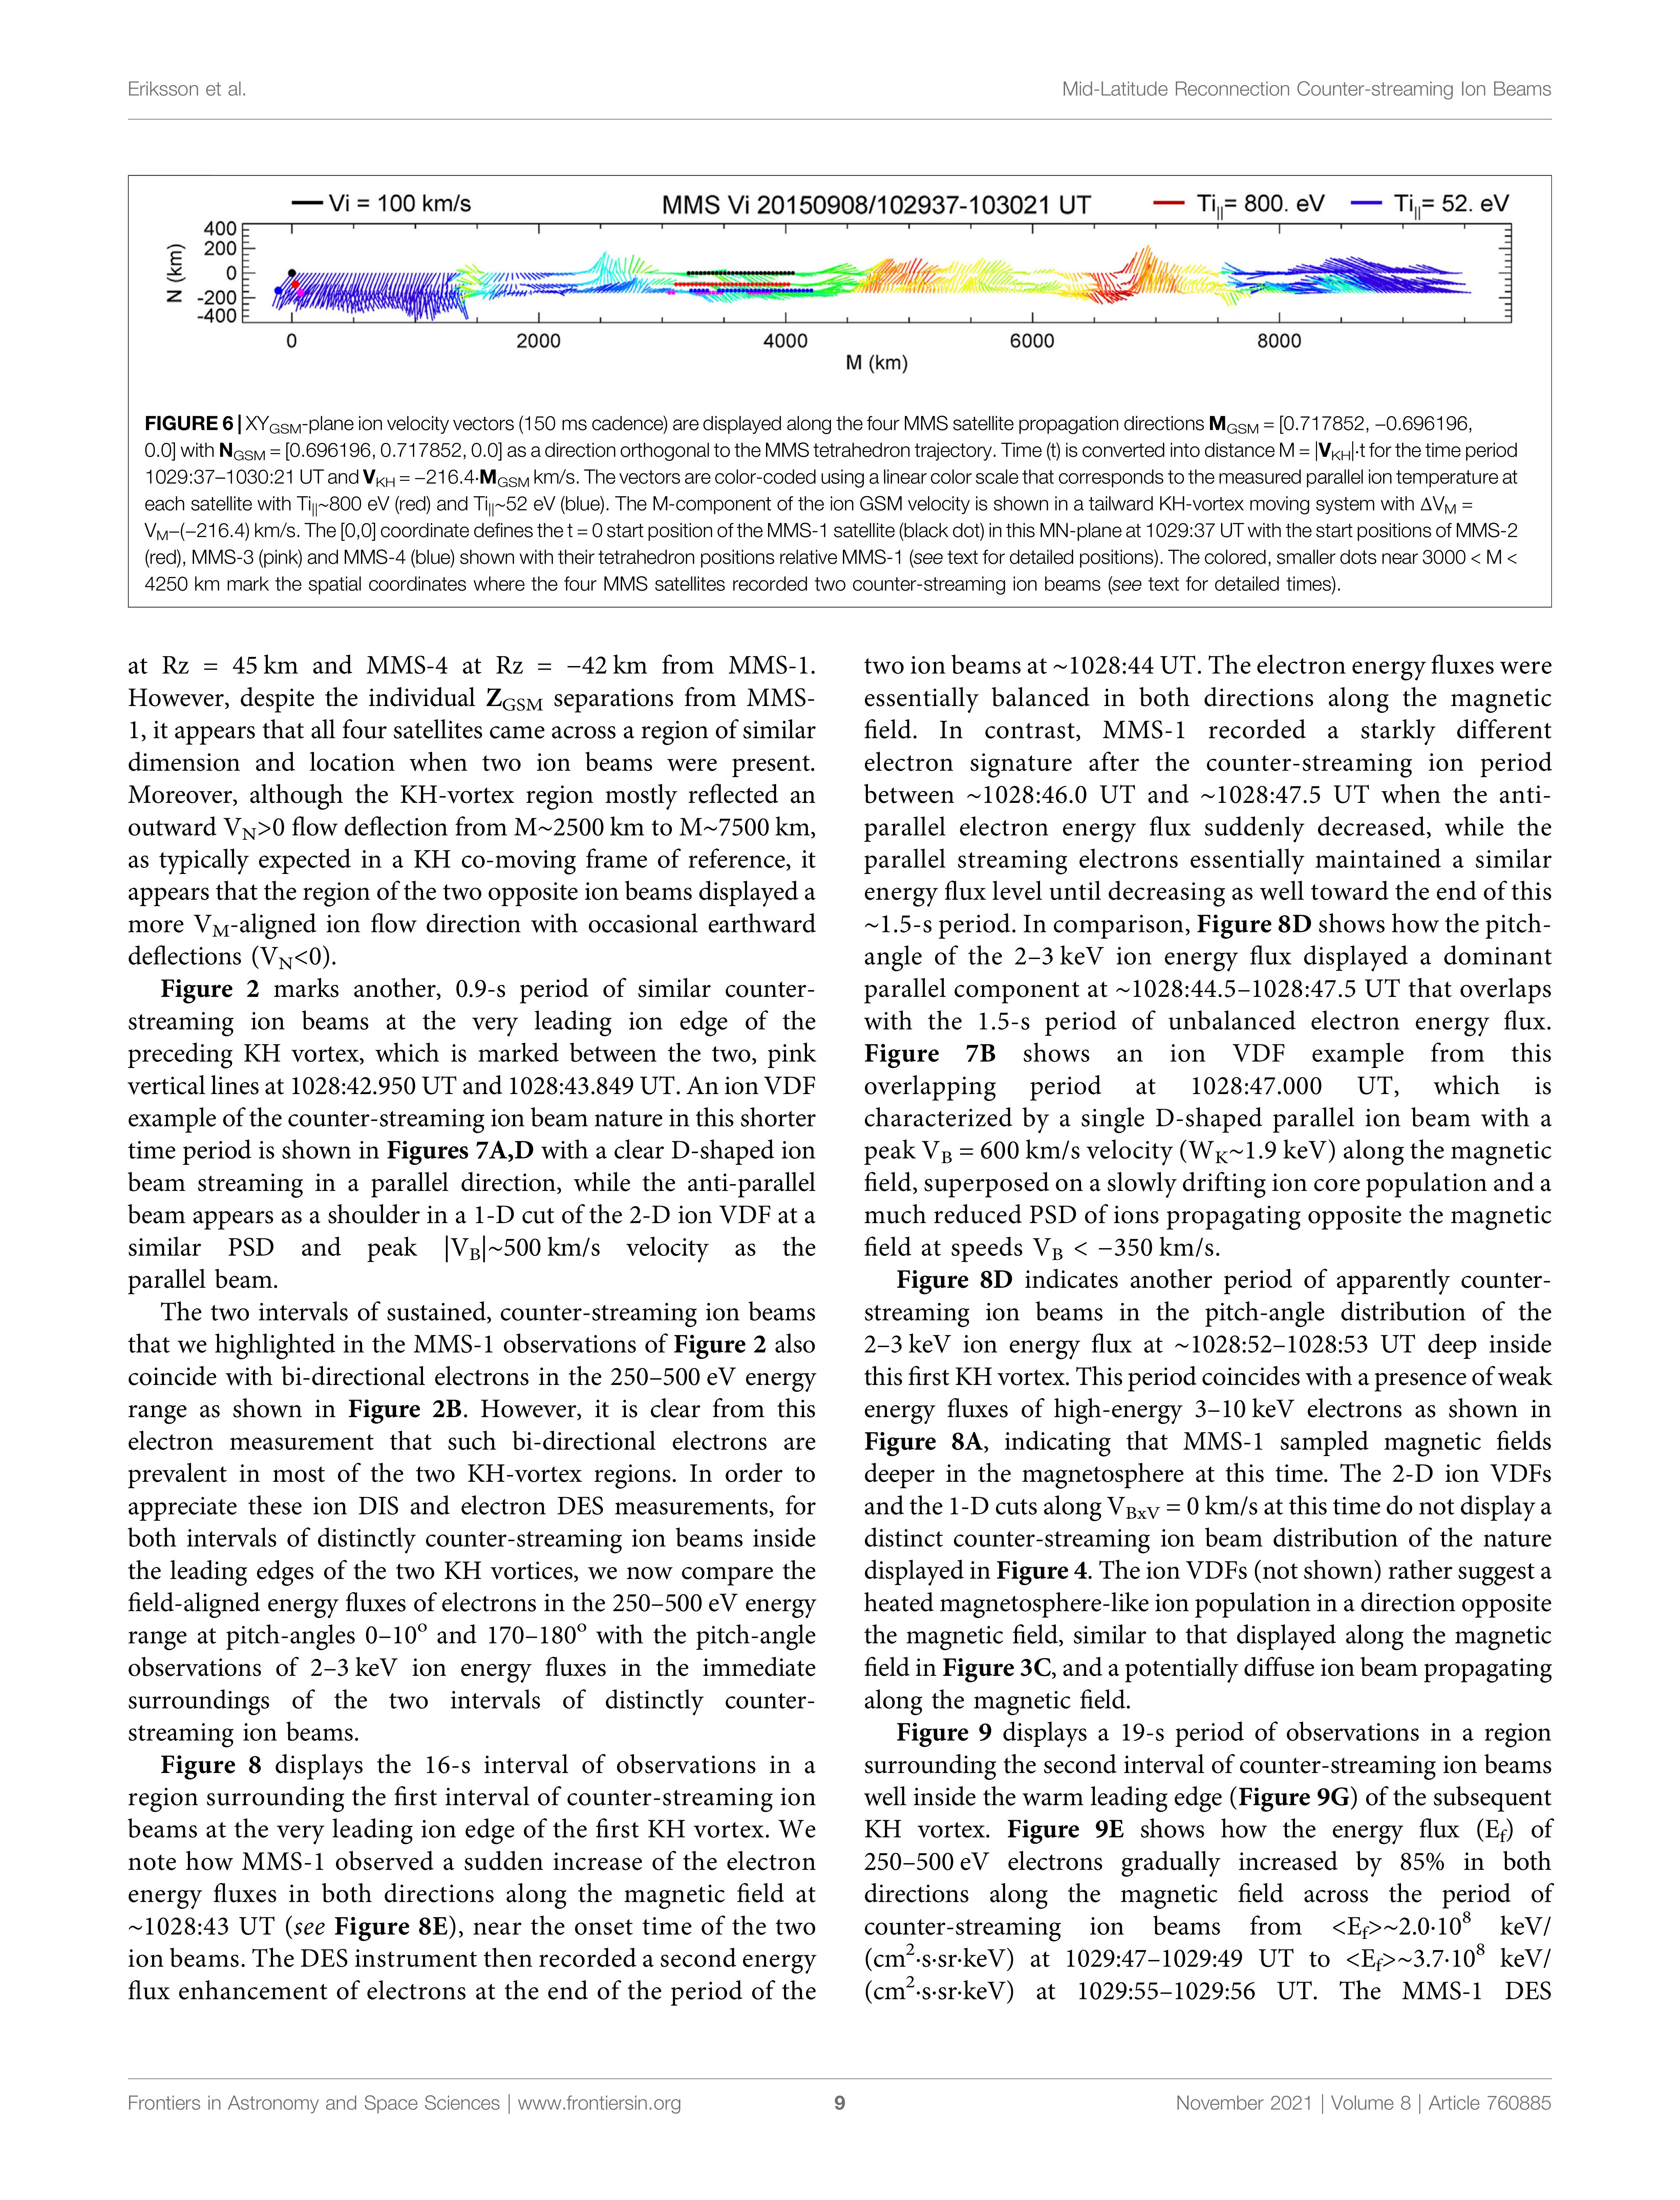 Eriksson et al.
Mid-Latitude Reconnection Counter-streaming Ion Beams
Vi = 100 km/s
MMS Vi 20150908/102937-103021 UT
Ti||= 800. eV
Ti||= 52. eV
400
200
0
-200
-400
N (km)
0
2000
4000
6000
8000
M (km)
FIGURE 6 | XYGSM-plane ion velocity vectors (150 ms cadence) are displayed along the four MMS satellite propagation directions MGSM = [0.717852, −0.696196,
0.0] with NGSM = [0.696196, 0.717852, 0.0] as a direction orthogonal to the MMS tetrahedron trajectory. Time (t) is converted into distance M = |VKH|·t for the time period
1029:37–1030:21 UT and VKH = −216.4·MGSM km/s. The vectors are color-coded using a linear color scale that corresponds to the measured parallel ion temperature at
each satellite with Ti||~800 eV (red) and Ti||~52 eV (blue). The M-component of the ion GSM velocity is shown in a tailward KH-vortex moving system with ΔVM =
VM–(−216.4) km/s. The [0,0] coordinate defines the t = 0 start position of the MMS-1 satellite (black dot) in this MN-plane at 1029:37 UT with the start positions of MMS-2
(red), MMS-3 (pink) and MMS-4 (blue) shown with their tetrahedron positions relative MMS-1 (see text for detailed positions). The colored, smaller dots near 3000 < M <
4250 km mark the spatial coordinates where the four MMS satellites recorded two counter-streaming ion beams (see text for detailed times).
at Rz = 45 km and MMS-4 at Rz = −42 km from MMS-1.
However, despite the individual ZGSM separations from MMS-
1, it appears that all four satellites came across a region of similar
dimension and location when two ion beams were present.
Moreover, although the KH-vortex region mostly reflected an
outward VN>0 flow deflection from M~2500 km to M~7500 km,
as typically expected in a KH co-moving frame of reference, it
appears that the region of the two opposite ion beams displayed a
more VM-aligned ion flow direction with occasional earthward
deflections (VN<0).
Figure 2 marks another, 0.9-s period of similar counter-
streaming ion beams at the very leading ion edge of the
preceding KH vortex, which is marked between the two, pink
vertical lines at 1028:42.950 UT and 1028:43.849 UT. An ion VDF
example of the counter-streaming ion beam nature in this shorter
time period is shown in Figures 7A,D with a clear D-shaped ion
beam streaming in a parallel direction, while the anti-parallel
beam appears as a shoulder in a 1-D cut of the 2-D ion VDF at a
similar PSD and peak |VB|~500 km/s velocity as the
parallel beam.
The two intervals of sustained, counter-streaming ion beams
that we highlighted in the MMS-1 observations of Figure 2 also
coincide with bi-directional electrons in the 250–500 eV energy
range as shown in Figure 2B. However, it is clear from this
electron measurement that such bi-directional electrons are
prevalent in most of the two KH-vortex regions. In order to
appreciate these ion DIS and electron DES measurements, for
both intervals of distinctly counter-streaming ion beams inside
the leading edges of the two KH vortices, we now compare the
field-aligned energy fluxes of electrons in the 250–500 eV energy
range at pitch-angles 0–10° and 170–180° with the pitch-angle
observations of 2–3 keV ion energy fluxes in the immediate
surroundings of the two intervals of distinctly counter-
streaming ion beams.
Figure 8 displays the 16-s interval of observations in a
region surrounding the first interval of counter-streaming ion
beams at the very leading ion edge of the first KH vortex. We
note how MMS-1 observed a sudden increase of the electron
energy fluxes in both directions along the magnetic field at
~1028:43 UT (see Figure 8E), near the onset time of the two
ion beams. The DES instrument then recorded a second energy
flux enhancement of electrons at the end of the period of the
two ion beams at ~1028:44 UT. The electron energy fluxes were
essentially balanced in both directions along the magnetic
field. In contrast, MMS-1 recorded a starkly different
electron signature after the counter-streaming ion period
between ~1028:46.0 UT and ~1028:47.5 UT when the anti-
parallel electron energy flux suddenly decreased, while the
parallel streaming electrons essentially maintained a similar
energy flux level until decreasing as well toward the end of this
~1.5-s period. In comparison, Figure 8D shows how the pitch-
angle of the 2–3 keV ion energy flux displayed a dominant
parallel component at ~1028:44.5–1028:47.5 UT that overlaps
with the 1.5-s period of unbalanced electron energy flux.
Figure 7B shows an ion VDF example from this
overlapping period at 1028:47.000 UT, which is
characterized by a single D-shaped parallel ion beam with a
peak VB = 600 km/s velocity (WK~1.9 keV) along the magnetic
field, superposed on a slowly drifting ion core population and a
much reduced PSD of ions propagating opposite the magnetic
field at speeds VB < −350 km/s.
Figure 8D indicates another period of apparently counter-
streaming ion beams in the pitch-angle distribution of the
2–3 keV ion energy flux at ~1028:52–1028:53 UT deep inside
this first KH vortex. This period coincides with a presence of weak
energy fluxes of high-energy 3–10 keV electrons as shown in
Figure 8A, indicating that MMS-1 sampled magnetic fields
deeper in the magnetosphere at this time. The 2-D ion VDFs
and the 1-D cuts along VBxV = 0 km/s at this time do not display a
distinct counter-streaming ion beam distribution of the nature
displayed in Figure 4. The ion VDFs (not shown) rather suggest a
heated magnetosphere-like ion population in a direction opposite
the magnetic field, similar to that displayed along the magnetic
field in Figure 3C, and a potentially diffuse ion beam propagating
along the magnetic field.
Figure 9 displays a 19-s period of observations in a region
surrounding the second interval of counter-streaming ion beams
well inside the warm leading edge (Figure 9G) of the subsequent
KH vortex. Figure 9E shows how the energy flux (Ef) of
250–500 eV electrons gradually increased by 85% in both
directions along the magnetic field across the period of
counter-streaming ion beams from <Ef>~2.0·10⁸ keV/
(cm²·s·sr·keV) at 1029:47–1029:49 UT to <Ef>~3.7·10⁸ keV/
(cm²·s·sr·keV) at 1029:55–1029:56 UT. The MMS-1 DES
Frontiers in Astronomy and Space Sciences | www.frontiersin.org
9
November 2021 | Volume 8 | Article 760885